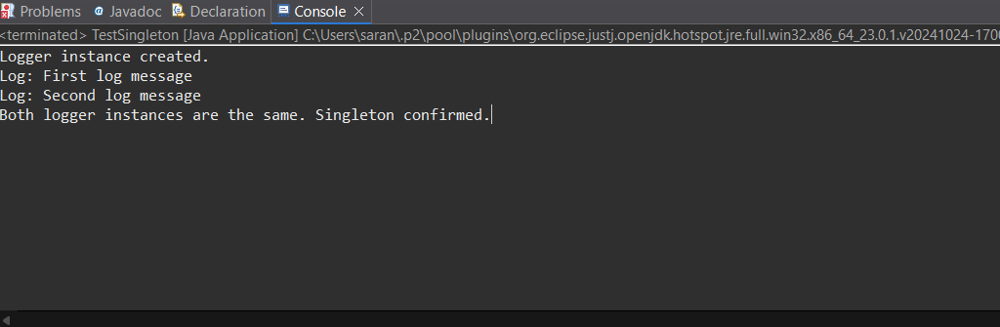 Problems @ Javadoc Declaration Console
<terminated> TestSingleton [Java Application] C:\Users\saran\.p2\pool\plugins\org.eclipse.justj.openjdk.hotspot.jre.full.win32.x86_64_23.0.1.v20241024-1700
Logger instance created.
Log: First log message
Log: Second log message
Both logger instances are the same. Singleton confirmed.